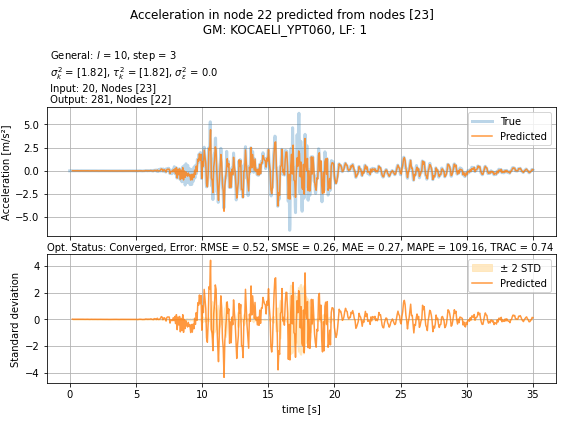 Acceleration in node 22 predicted from nodes [23]
GM: KOCAELI_YPT060, LF: 1
General: l = 10, step = 3
σ²ₖ = [1.82], τ²ₖ = [1.82], σ²ε = 0.0
Input: 20, Nodes [23]
Output: 281, Nodes [22]
Acceleration [m/s²]
5.0
2.5
0.0
−2.5
−5.0
True
Predicted
Opt. Status: Converged, Error: RMSE = 0.52, SMSE = 0.26, MAE = 0.27, MAPE = 109.16, TRAC = 0.74
Standard deviation
4
2
0
−2
−4
± 2 STD
Predicted
0 5 10 15 20 25 30 35
time [s]